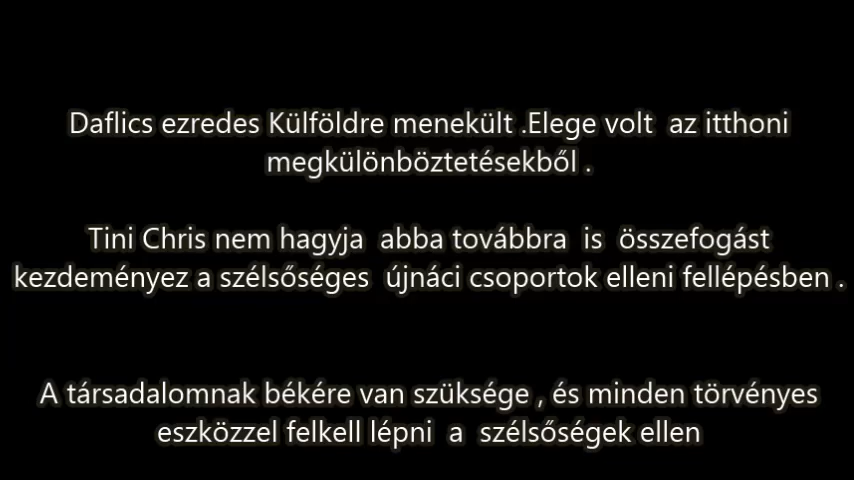 Daflics ezredes Külföldre menekült .Elege volt  az itthoni
megkülönböztetésekből .
Tini Chris nem hagyja  abba továbbra  is  összefogást
kezdeményez a szélsőséges  újnáci csoportok elleni fellépésben .
A társadalomnak békére van szüksége , és minden törvényes
eszközzel felkell lépni  a  szélsőségek ellen